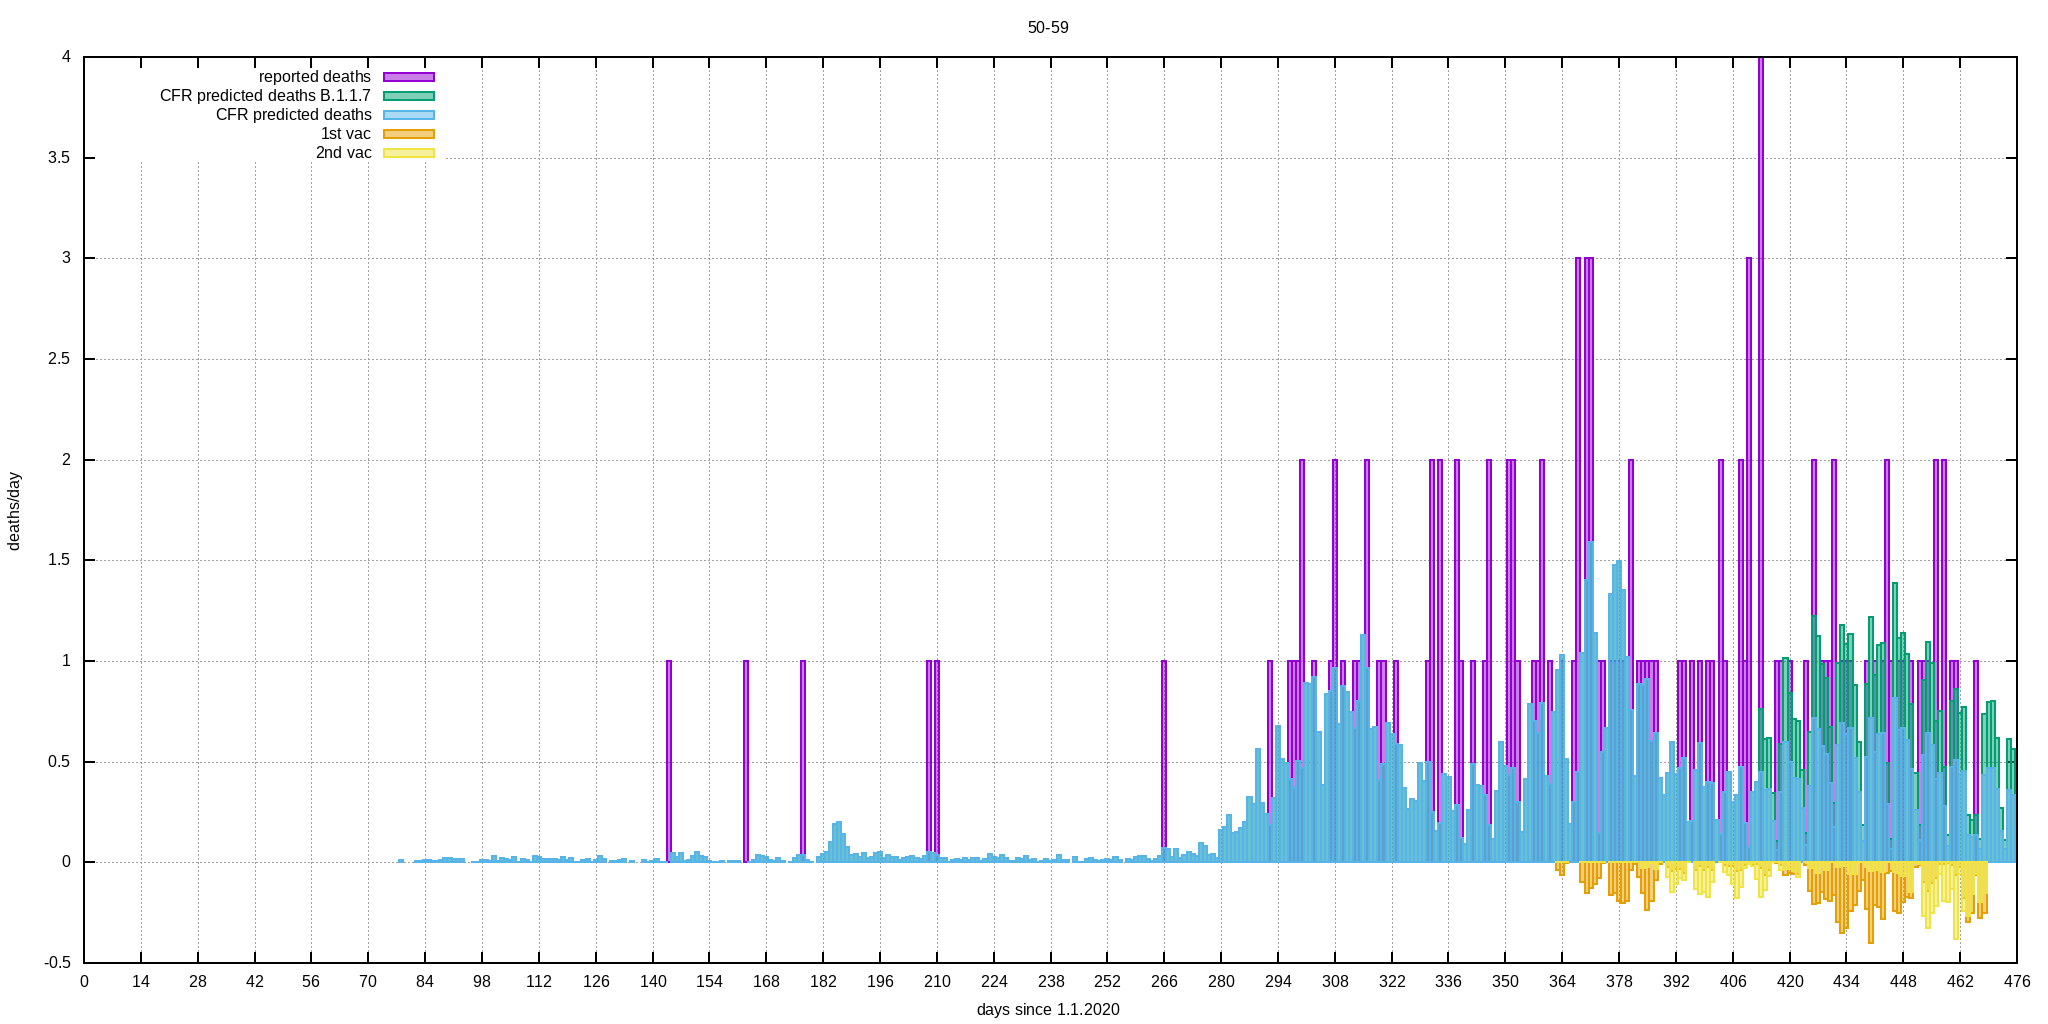 50-59
reported deaths
CFR predicted deaths B.1.1.7
CFR predicted deaths
1st vac
2nd vac
4
3.5
3
2.5
2
1.5
1
0.5
0
-0.5
deaths/day
0 14 28 42 56 70 84 98 112 126 140 154 168 182 196 210 224 238 252 266 280 294 308 322 336 350 364 378 392 406 420 434 448 462 476
days since 1.1.2020